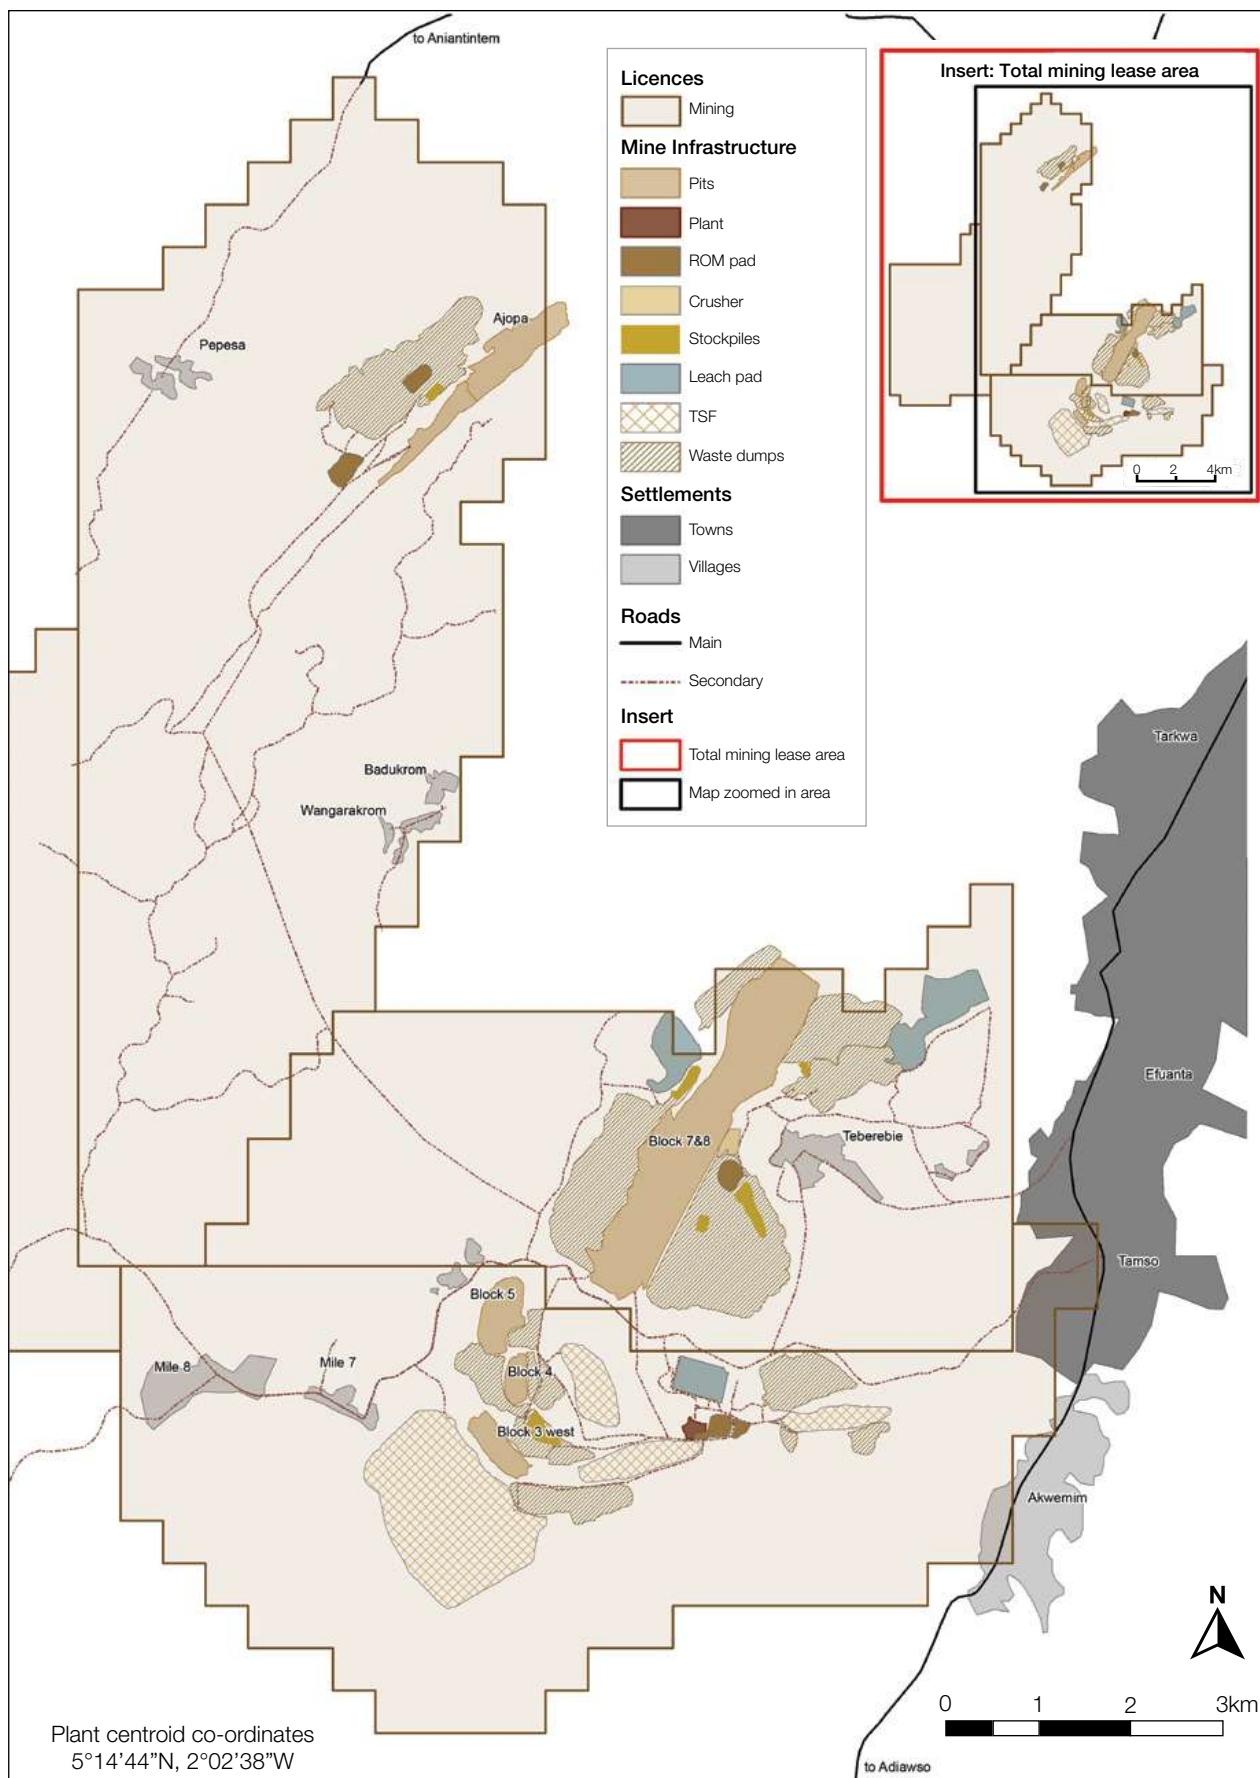 to Aniantintem
Licences
Mining
Mine Infrastructure
Pits
Plant
ROM pad
Crusher
Stockpiles
Leach pad
TSF
Waste dumps
Settlements
Towns
Villages
Roads
Main
Secondary
Insert
Total mining lease area
Map zoomed in area
Insert: Total mining lease area
0 2 4km
Ajopa
Pepesa
Badukrom
Wangarakrom
Tarkwa
Efuanta
Teberebie
Block 7&8
Tamso
Block 5
Mile 8
Mile 7
Block 4
Block 3 west
Akwemim
N
0 1 2 3km
Plant centroid co-ordinates
5°14'44"N, 2°02'38"W
to Adiawso